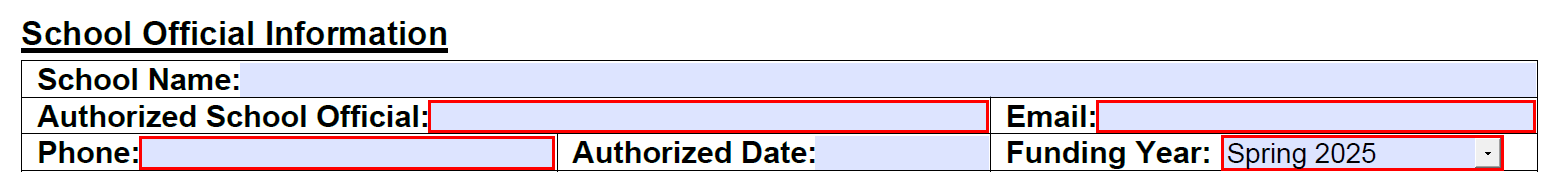 School Official Information
School Name:
Authorized School Official: Email:
Phone: Authorized Date: Funding Year: Spring 2025